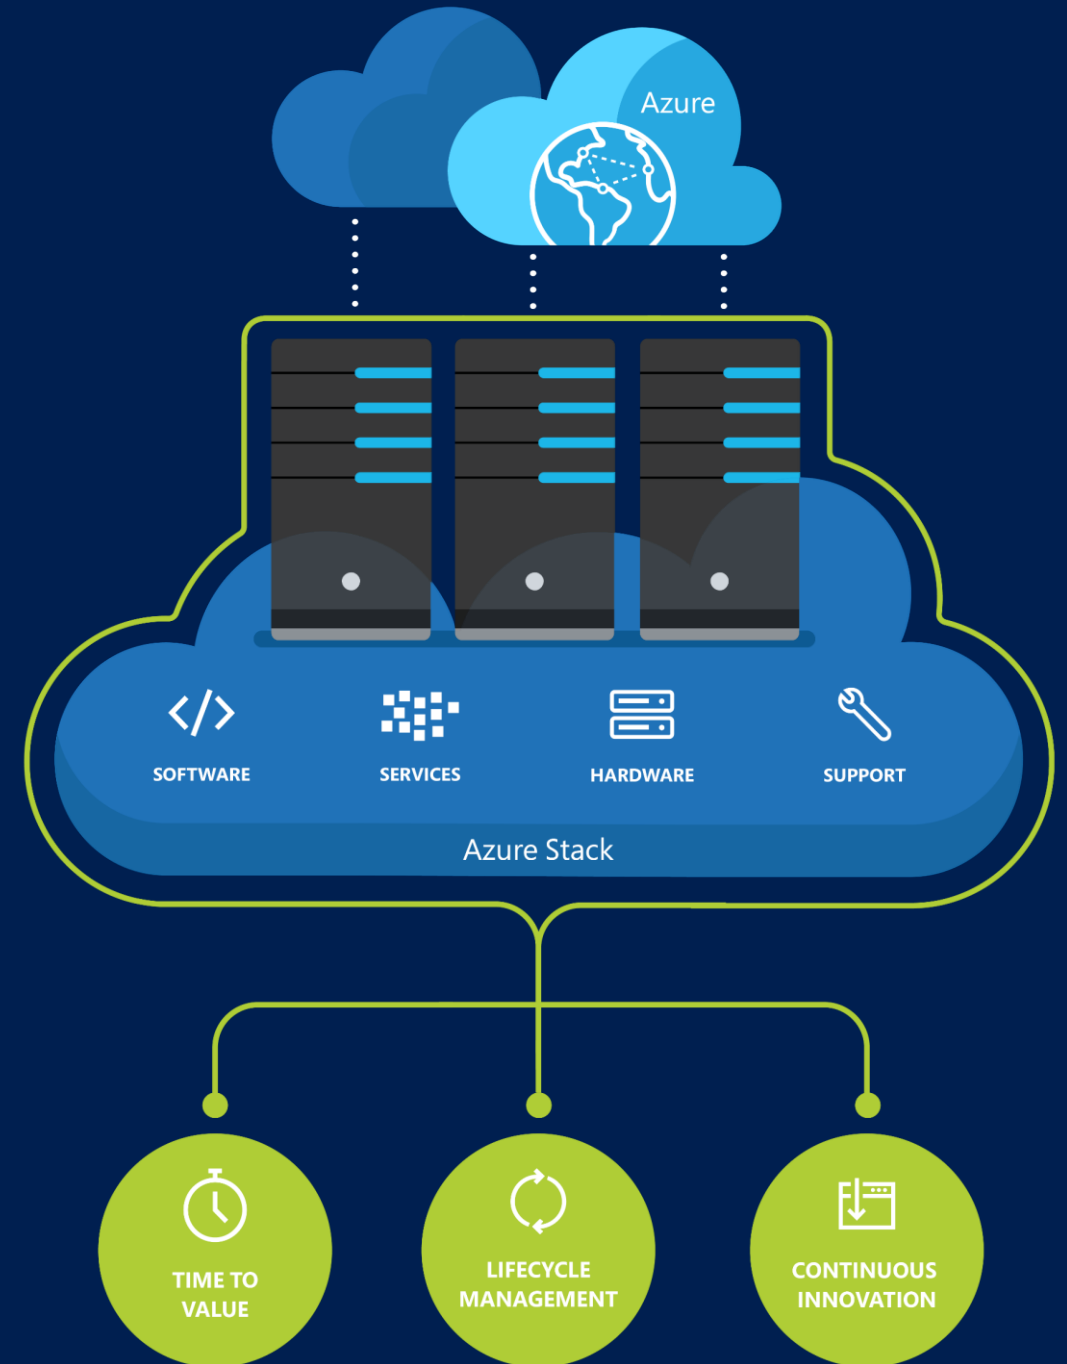 Azure
SOFTWARE
SERVICES
HARDWARE
SUPPORT
Azure Stack
TIME TO
VALUE
LIFECYCLE
MANAGEMENT
CONTINUOUS
INNOVATION